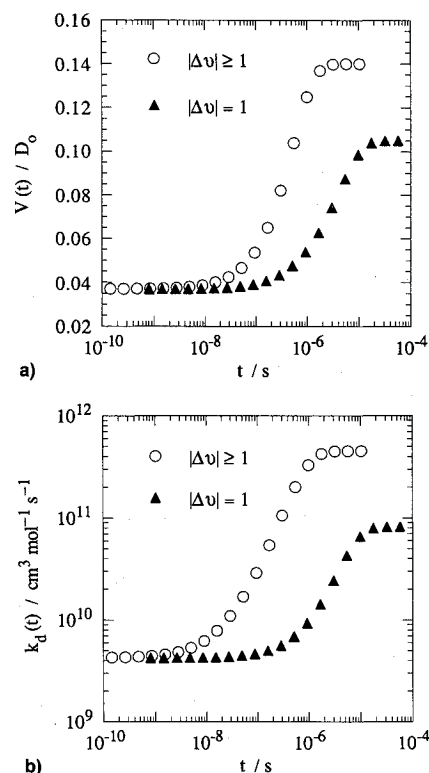 0.16
0.14
0.12
0.10
0.08
0.06
0.04
0.02
V(t) / D₀
|Δυ| ≥ 1
|Δυ| = 1
10⁻¹⁰ 10⁻⁸ 10⁻⁶ 10⁻⁴
t / s
a)
10¹²
10¹¹
10¹⁰
10⁹
k_d(t) / cm³ mol⁻¹ s⁻¹
|Δυ| ≥ 1
|Δυ| = 1
10⁻¹⁰ 10⁻⁸ 10⁻⁶ 10⁻⁴
t / s
b)